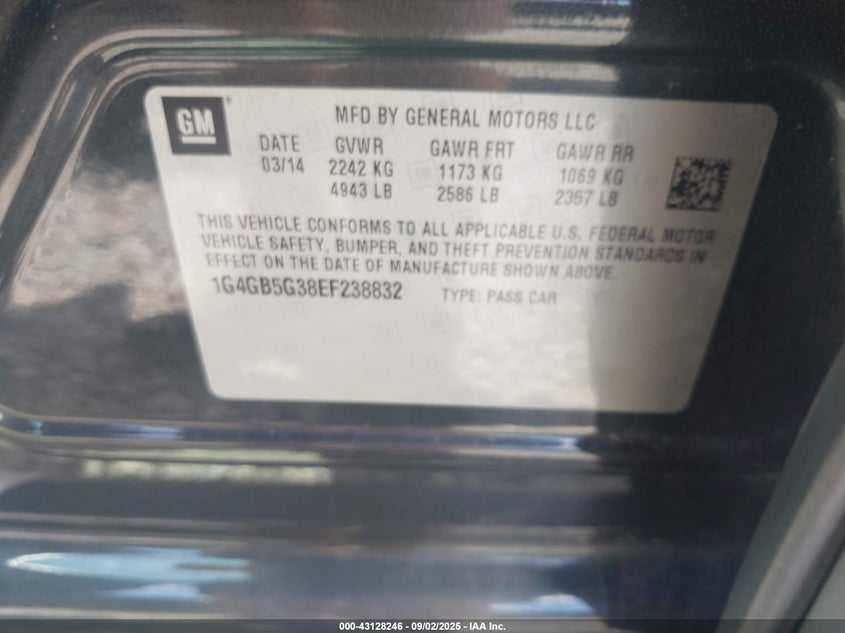 GM
MFD BY GENERAL MOTORS LLC
DATE GVWR GAWR FRT GAWR RR
03/14 2242 KG 1173 KG 1069 KG
4943 LB 2586 LB 2357 LB
THIS VEHICLE CONFORMS TO ALL APPLICABLE U.S. FEDERAL MOTOR
VEHICLE SAFETY, BUMPER, AND THEFT PREVENTION STANDARDS IN
EFFECT ON THE DATE OF MANUFACTURE SHOWN ABOVE.
1G4GB5G38EF238832 TYPE: PASS CAR
000-43128246 - 09/02/2025 - IAA Inc.